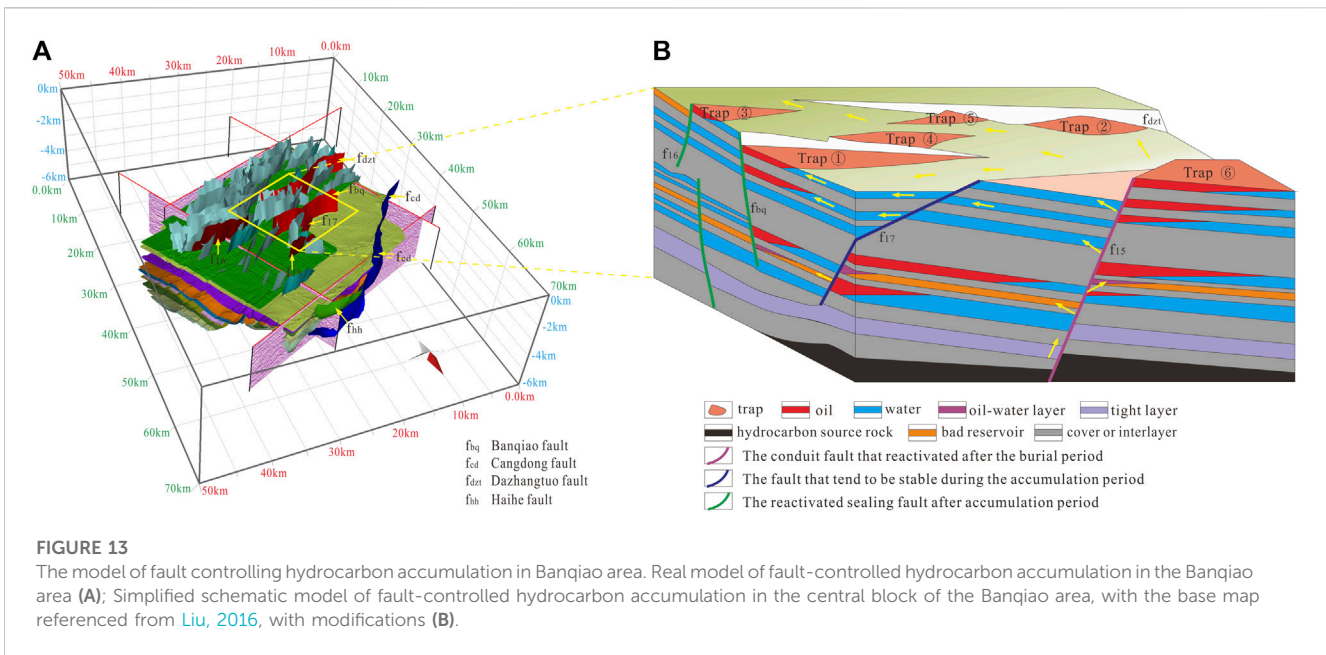 A
50km
40km
30km
20km
10km
0.0km
0km
-2km
-4km
-6km
0.0km
10km
20km
30km
40km
50km
60km
70km
10km
20km
30km
40km
50km
60km
70km
0km
-2km
-4km
-6km
0.0km
10km
20km
30km
40km
50km
fdzt
fbq
fcd
f17
f16
fcd
fhh
fbq Banqiao fault
fcd Cangdong fault
fdzt Dazhangtuo fault
fhh Haihe fault
B
Trap ③
Trap ⑤
Trap ②
fdzt
Trap ④
Trap ①
Trap ⑥
f16
fbq
f17
f15
trap oil water oil-water layer tight layer
hydrocarbon source rock bad reservoir cover or interlayer
The conduit fault that reactivated after the burial period
The fault that tend to be stable during the accumulation period
The reactivated sealing fault after accumulation period
FIGURE 13
The model of fault controlling hydrocarbon accumulation in Banqiao area. Real model of fault-controlled hydrocarbon accumulation in the Banqiao
area (A); Simplified schematic model of fault-controlled hydrocarbon accumulation in the central block of the Banqiao area, with the base map
referenced from Liu, 2016, with modifications (B).